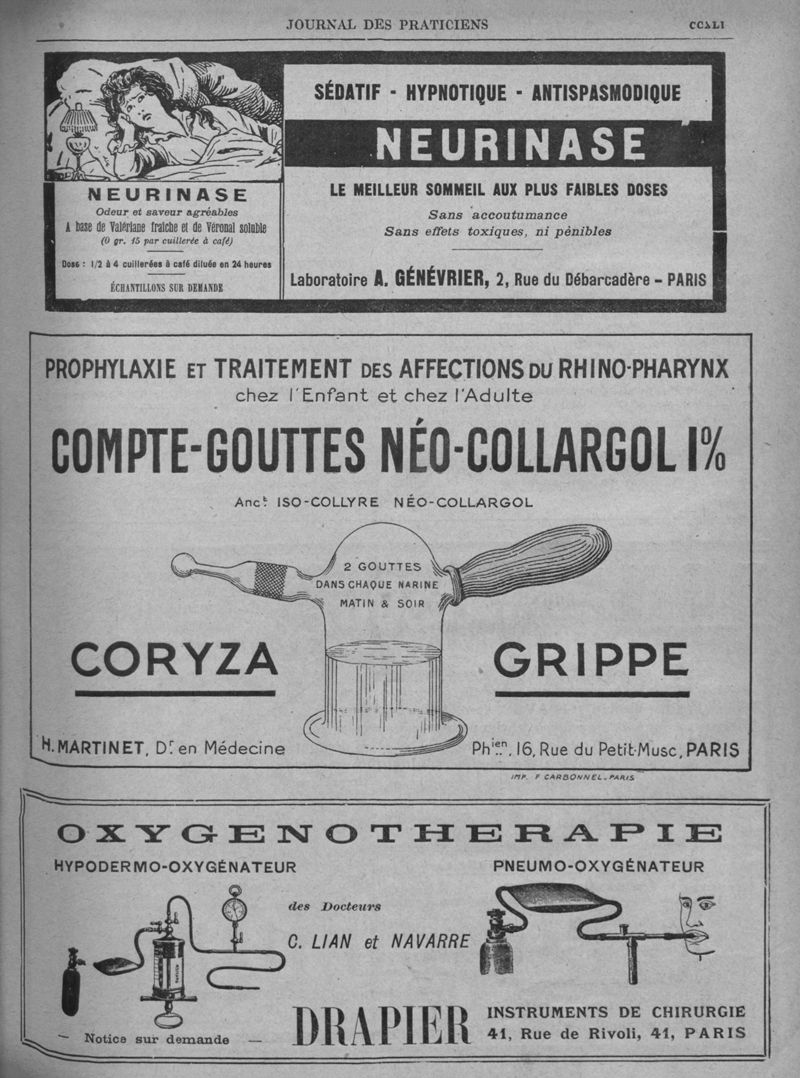 JOURNAL DES PRATICIENS
CCXLI
NEURINASE
Odeur et saveur agréables
A base de Valériane fraîche et de Véronal soluble
(0 gr. 15 par cuillerée à café)
Dose : 1/2 à 4 cuillerées à café diluée en 24 heures
ÉCHANTILLONS SUR DEMANDE
SÉDATIF - HYPNOTIQUE - ANTISPASMODIQUE
NEURINASE
LE MEILLEUR SOMMEIL AUX PLUS FAIBLES DOSES
Sans accoutumance
Sans effets toxiques, ni pénibles
Laboratoire A. GÉNÉVRIER, 2, Rue du Débarcadère - PARIS
PROPHYLAXIE ET TRAITEMENT DES AFFECTIONS DU RHINO-PHARYNX
chez l'Enfant et chez l'Adulte
COMPTE-GOUTTES NÉO-COLLARGOL 1%
Anct. ISO-COLLYRE NÉO-COLLARGOL
2 GOUTTES
DANS CHAQUE NARINE
MATIN & SOIR
CORYZA
GRIPPE
H. MARTINET, Dr en Médecine
Phien. 16, Rue du Petit-Musc, PARIS
IMP. F CARBONNEL. PARIS
OXYGENOTHERAPIE
HYPODERMO-OXYGÉNATEUR
PNEUMO-OXYGÉNATEUR
des Docteurs
C. LIAN et NAVARRE
— Notice sur demande —
DRAPIER
INSTRUMENTS DE CHIRURGIE
41, Rue de Rivoli, 41, PARIS